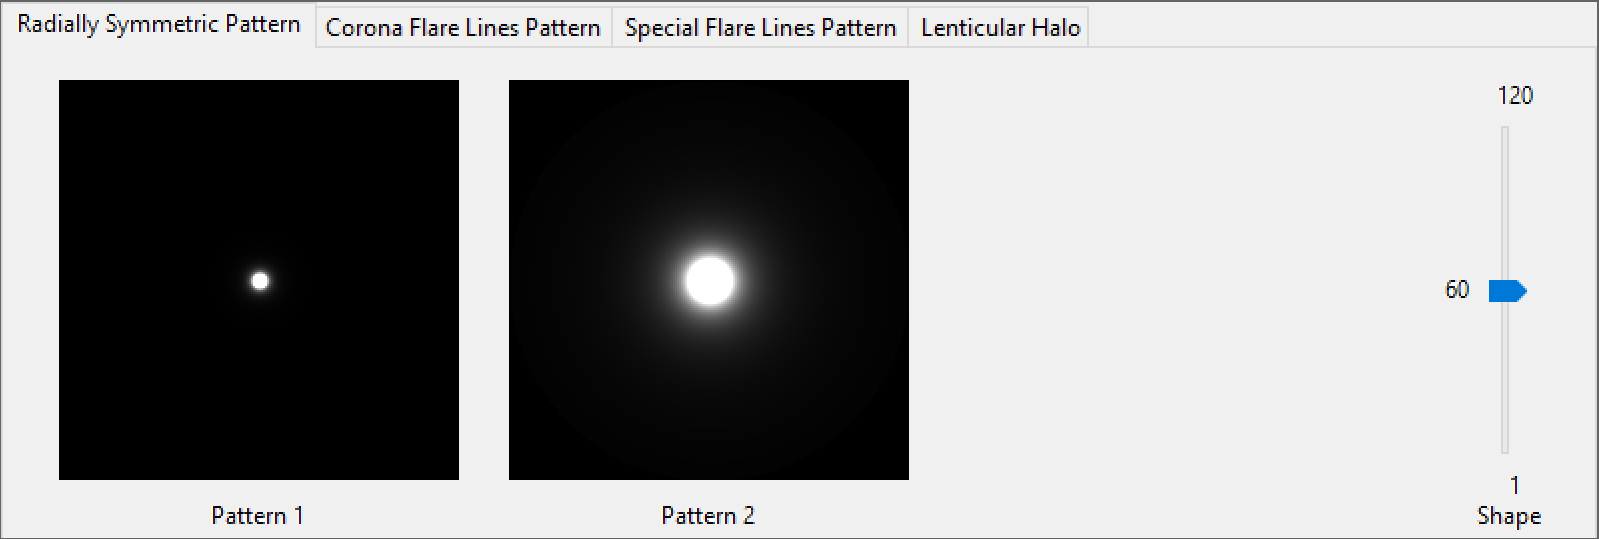 Radially Symmetric Pattern
Corona Flare Lines Pattern
Special Flare Lines Pattern
Lenticular Halo
120
60
1
Pattern 1
Pattern 2
Shape